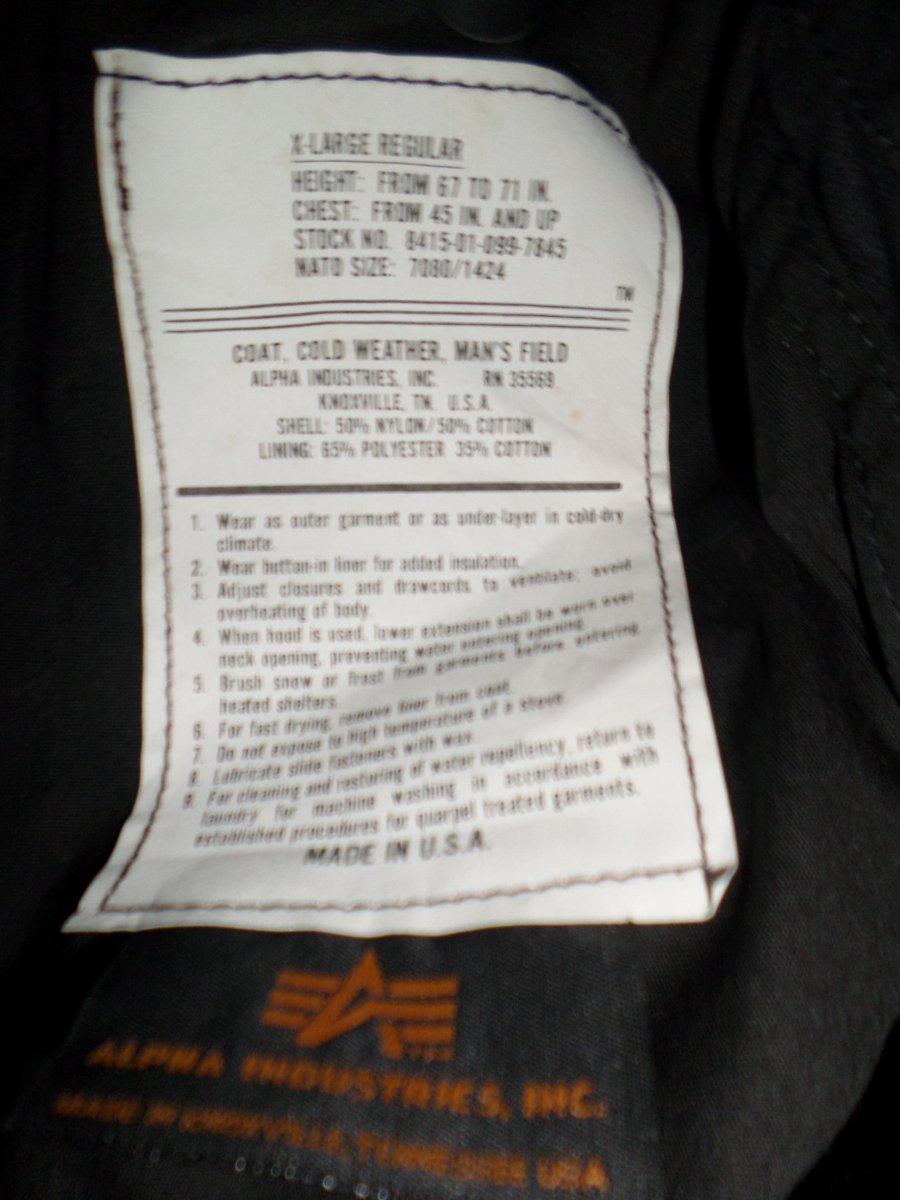 X-LARGE REGULAR
HEIGHT: FROM 67 TO 71 IN.
CHEST: FROM 45 IN. AND UP
STOCK NO. 8415-01-099-7845
NATO SIZE: 7080/1424
TM
COAT, COLD WEATHER, MAN'S FIELD
ALPHA INDUSTRIES, INC. RN 35569
KNOXVILLE, TN. U.S.A.
SHELL: 50% NYLON/50% COTTON
LINING: 65% POLYESTER 35% COTTON
1. Wear as outer garment or as under-layer in cold-dry
climate.
2. Wear button-in liner for added insulation.
3. Adjust closures and drawcords to ventilate; avoid
overheating of body.
4. When hood is used, lower extension shall be worn over
neck opening, preventing water entering opening.
5. Brush snow or frost from garments before entering
heated shelters.
6. For fast drying, remove liner from coat.
7. Do not expose to high temperature of a stove.
8. Lubricate slide fasteners with wax.
9. For cleaning and restoring of water repellency, return to
laundry for machine washing in accordance with
established procedures for quarpel treated garments.
MADE IN U.S.A.
ALPHA INDUSTRIES, INC.
MADE IN KNOXVILLE, TENNESSEE USA